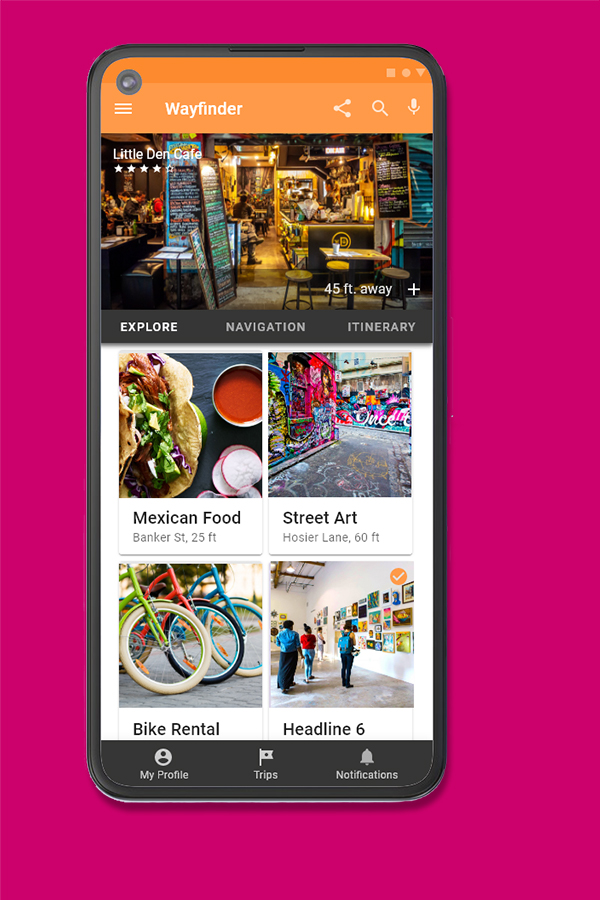 Wayfinder
Little Den Cafe
45 ft. away
EXPLORE NAVIGATION ITINERARY
Once
Mexican Food
Banker St, 25 ft
Street Art
Hosier Lane, 60 ft
Bike Rental
Headline 6
My Profile Trips Notifications